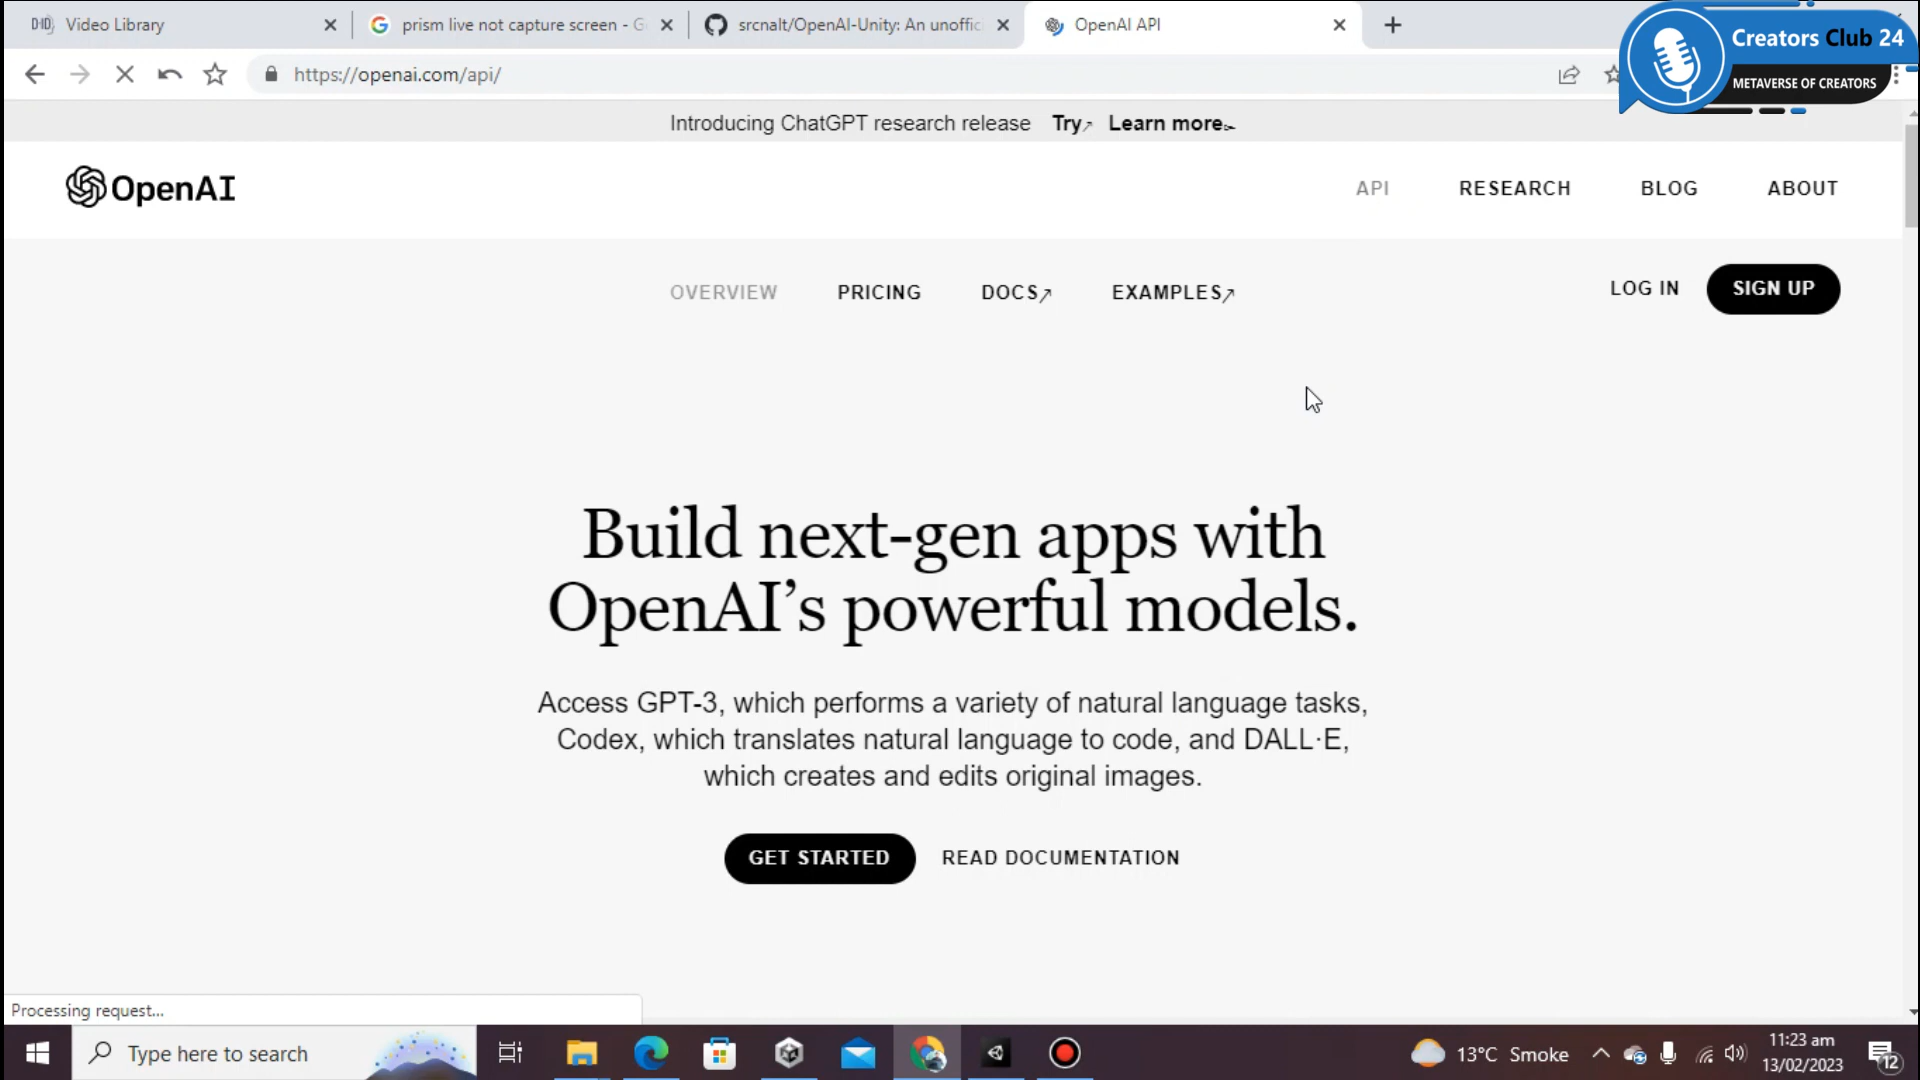 Video Library
prism live not capture screen - G
srcnalt/OpenAI-Unity: An unoffic
OpenAI API
Creators Club 24
METAVERSE OF CREATORS
https://openai.com/api/
Introducing ChatGPT research release Try↗ Learn more
OpenAI
API RESEARCH BLOG ABOUT
OVERVIEW PRICING DOCS↗ EXAMPLES↗
LOG IN SIGN UP
Build next-gen apps with
OpenAI’s powerful models.
Access GPT-3, which performs a variety of natural language tasks,
Codex, which translates natural language to code, and DALL·E,
which creates and edits original images.
GET STARTED READ DOCUMENTATION
Processing request...
Type here to search
13°C Smoke
11:23 am
13/02/2023
12